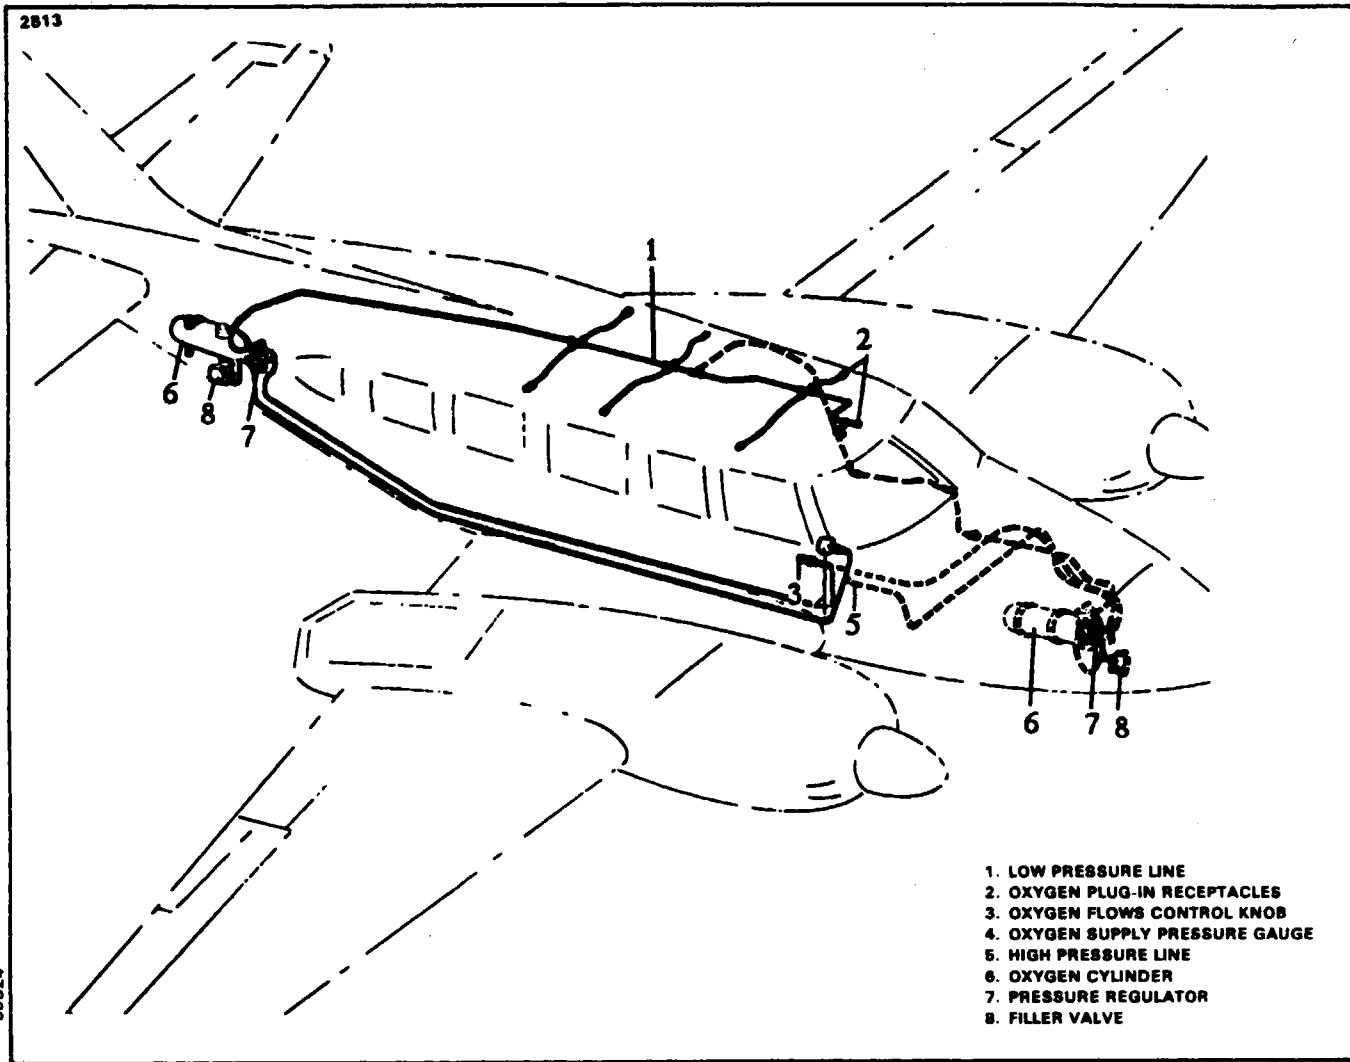 2813
1
2
6
8
7
3
4
5
6
7
8
1. LOW PRESSURE LINE
2. OXYGEN PLUG-IN RECEPTACLES
3. OXYGEN FLOWS CONTROL KNOB
4. OXYGEN SUPPLY PRESSURE GAUGE
5. HIGH PRESSURE LINE
6. OXYGEN CYLINDER
7. PRESSURE REGULATOR
8. FILLER VALVE